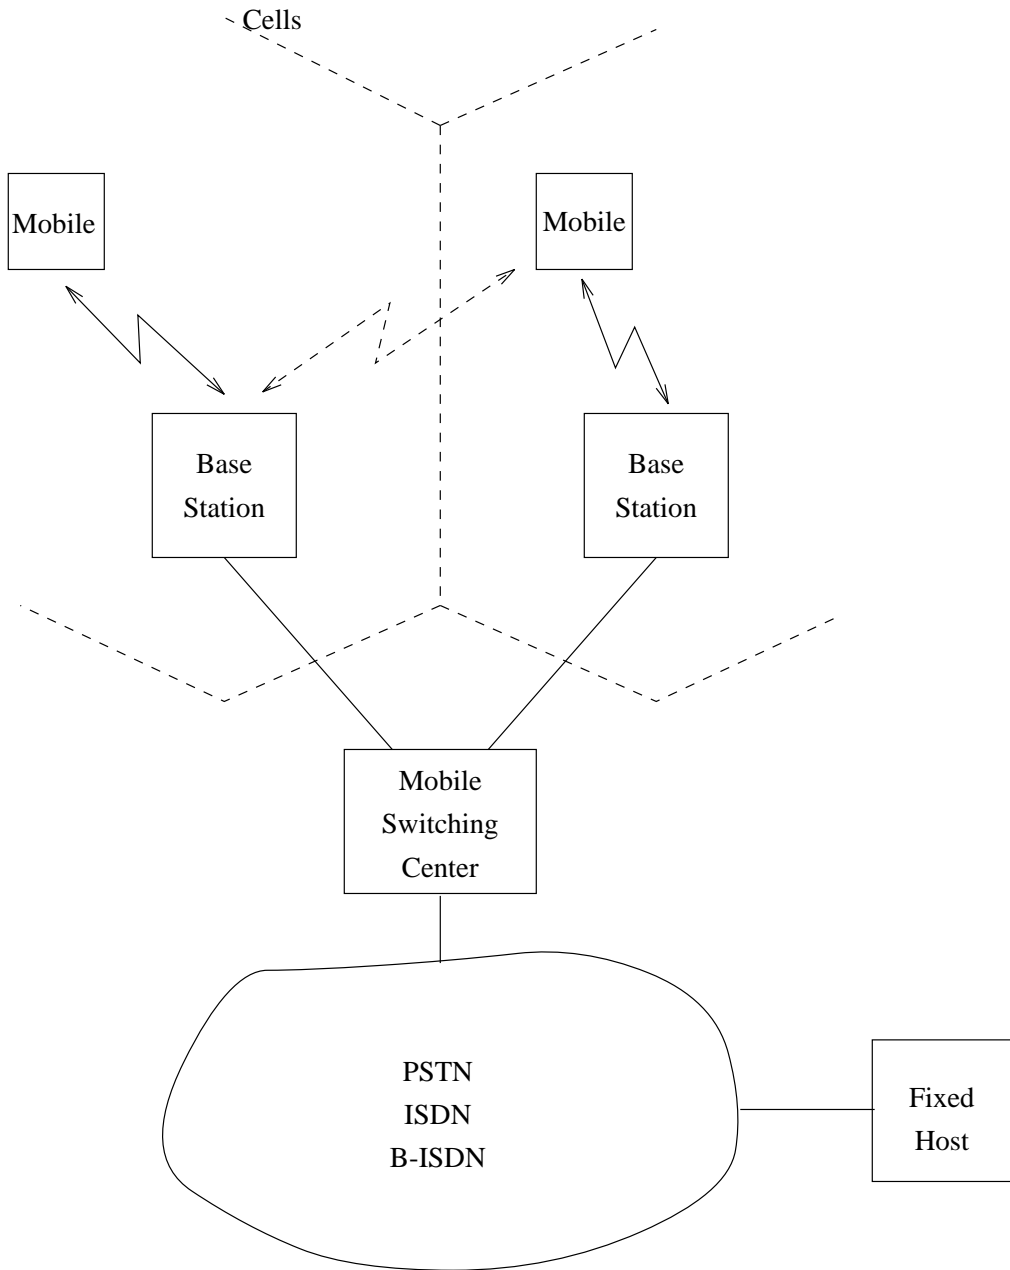 Cells
Mobile
Mobile
Base
Station
Base
Station
Mobile
Switching
Center
PSTN
ISDN
B-ISDN
Fixed
Host